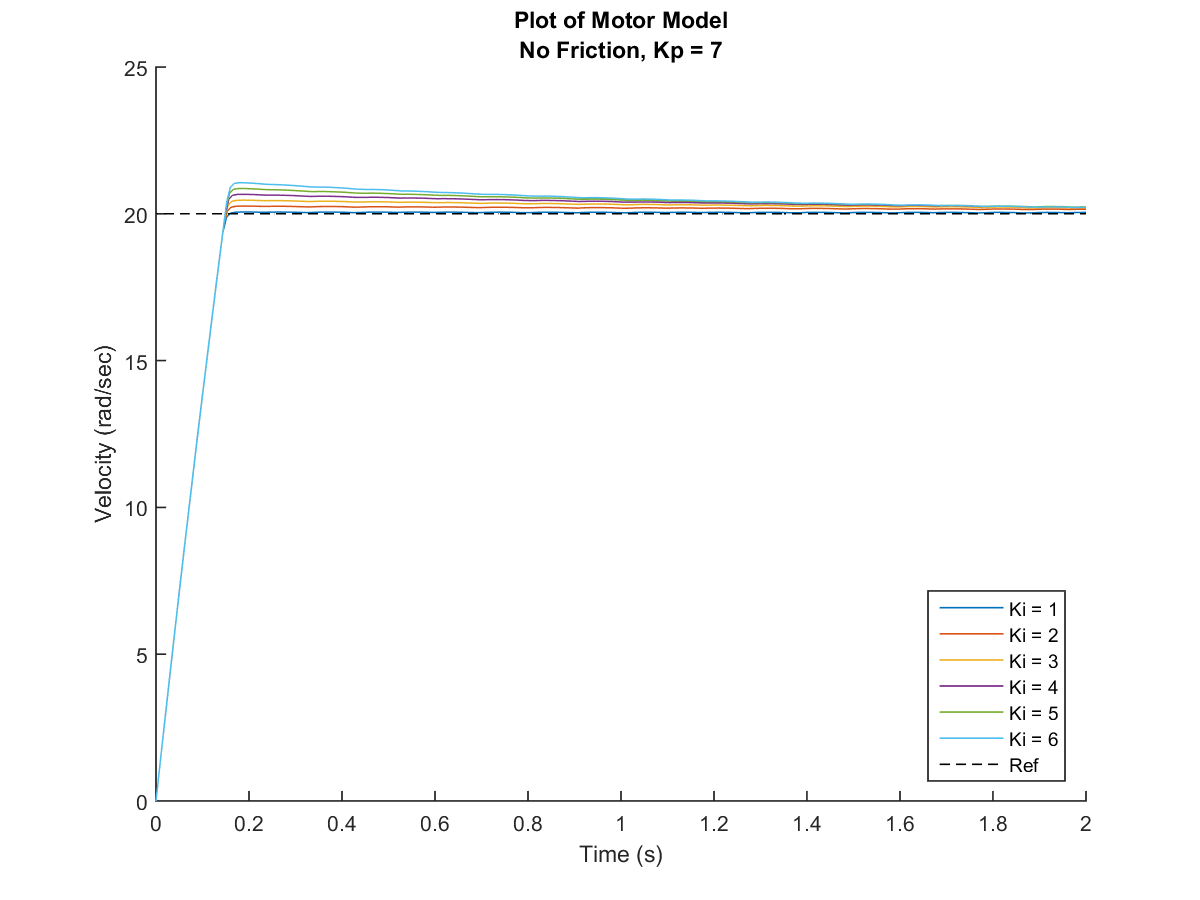 Plot of Motor Model
No Friction, Kp = 7
25
20
15
10
5
0
Velocity (rad/sec)
0 0.2 0.4 0.6 0.8 1 1.2 1.4 1.6 1.8 2
Time (s)
Ki = 1
Ki = 2
Ki = 3
Ki = 4
Ki = 5
Ki = 6
Ref